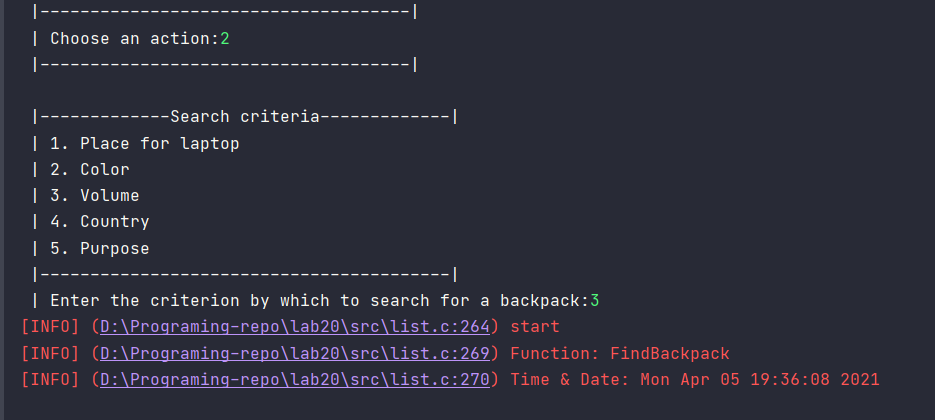 |-------------------------------------|
| Choose an action:2
|-------------------------------------|
|-------------Search criteria-------------|
| 1. Place for laptop
| 2. Color
| 3. Volume
| 4. Country
| 5. Purpose
|-----------------------------------------|
| Enter the criterion by which to search for a backpack:3
[INFO] (D:\Programing-repo\lab20\src\list.c:264) start
[INFO] (D:\Programing-repo\lab20\src\list.c:269) Function: FindBackpack
[INFO] (D:\Programing-repo\lab20\src\list.c:270) Time & Date: Mon Apr 05 19:36:08 2021